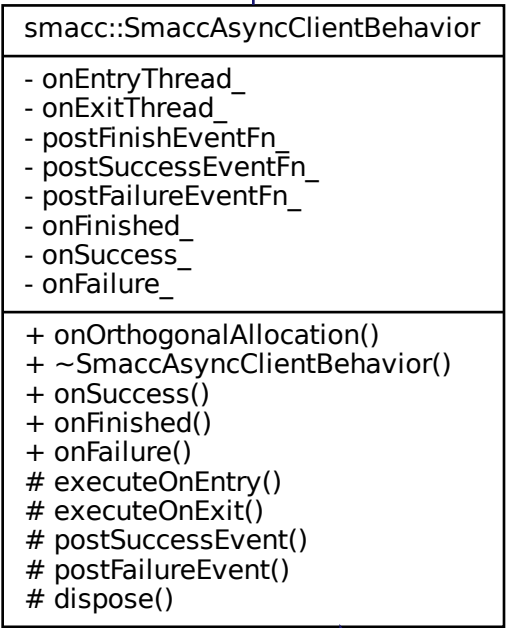 smacc::SmaccAsyncClientBehavior
- onEntryThread_
- onExitThread_
- postFinishEventFn_
- postSuccessEventFn_
- postFailureEventFn_
- onFinished_
- onSuccess_
- onFailure_
+ onOrthogonalAllocation()
+ ~SmaccAsyncClientBehavior()
+ onSuccess()
+ onFinished()
+ onFailure()
# executeOnEntry()
# executeOnExit()
# postSuccessEvent()
# postFailureEvent()
# dispose()